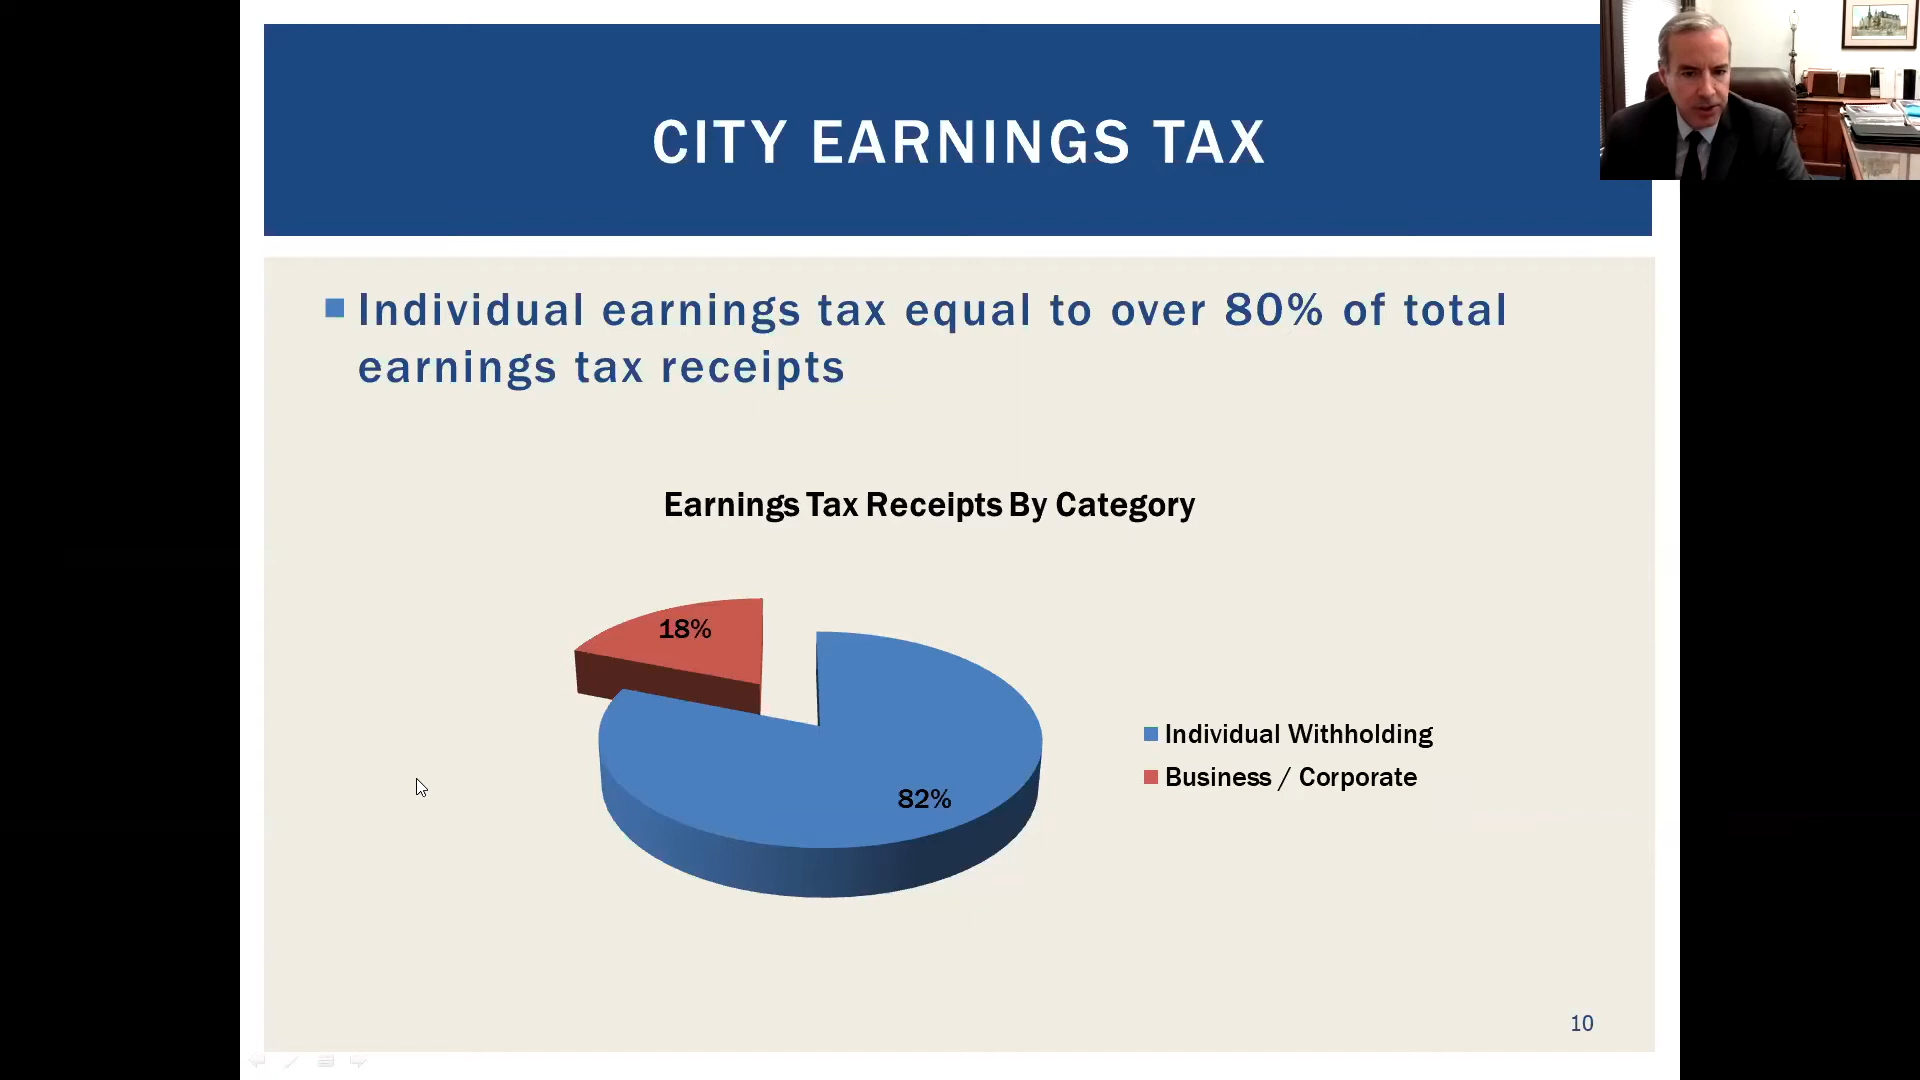 CITY EARNINGS TAX
Individual earnings tax equal to over 80% of total
earnings tax receipts
Earnings Tax Receipts By Category
18%
82%
Individual Withholding
Business / Corporate
10